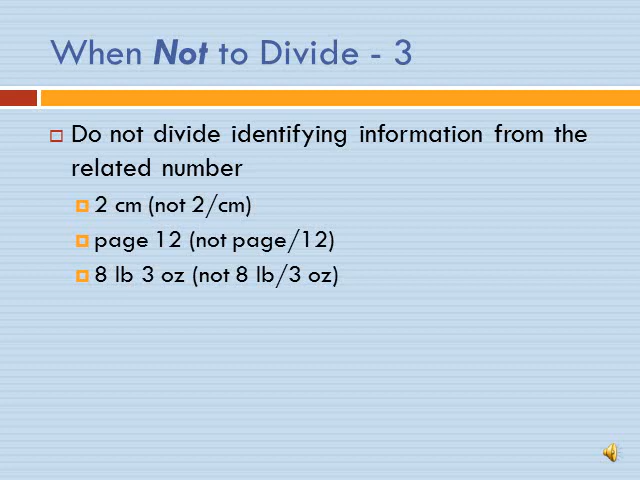 When Not to Divide - 3
Do not divide identifying information from the
related number
2 cm (not 2/cm)
page 12 (not page/12)
8 lb 3 oz (not 8 lb/3 oz)